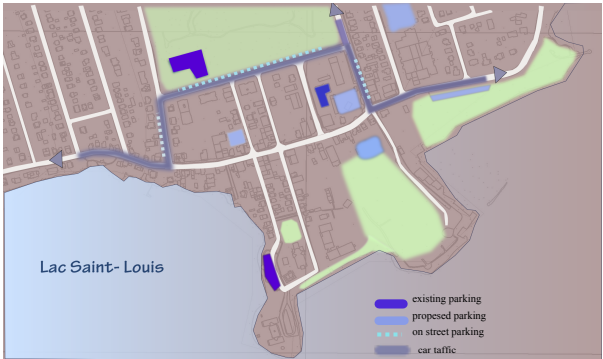 Lac Saint- Louis
existing parking
propesed parking
on street parking
car taffic